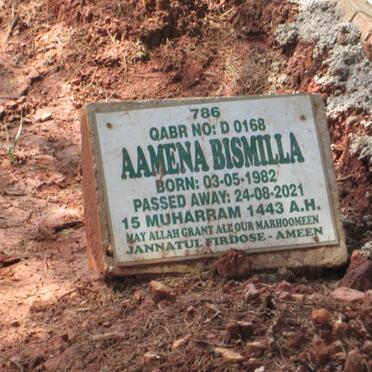 786
QABR NO: D 0168
AAMENA BISMILLA
BORN: 03-05-1982
PASSED AWAY: 24-08-2021
15 MUHARRAM 1443 A.H.
MAY ALLAH GRANT ALL OUR MARHOOMEEN
JANNATUL FIRDOSE - AMEEN